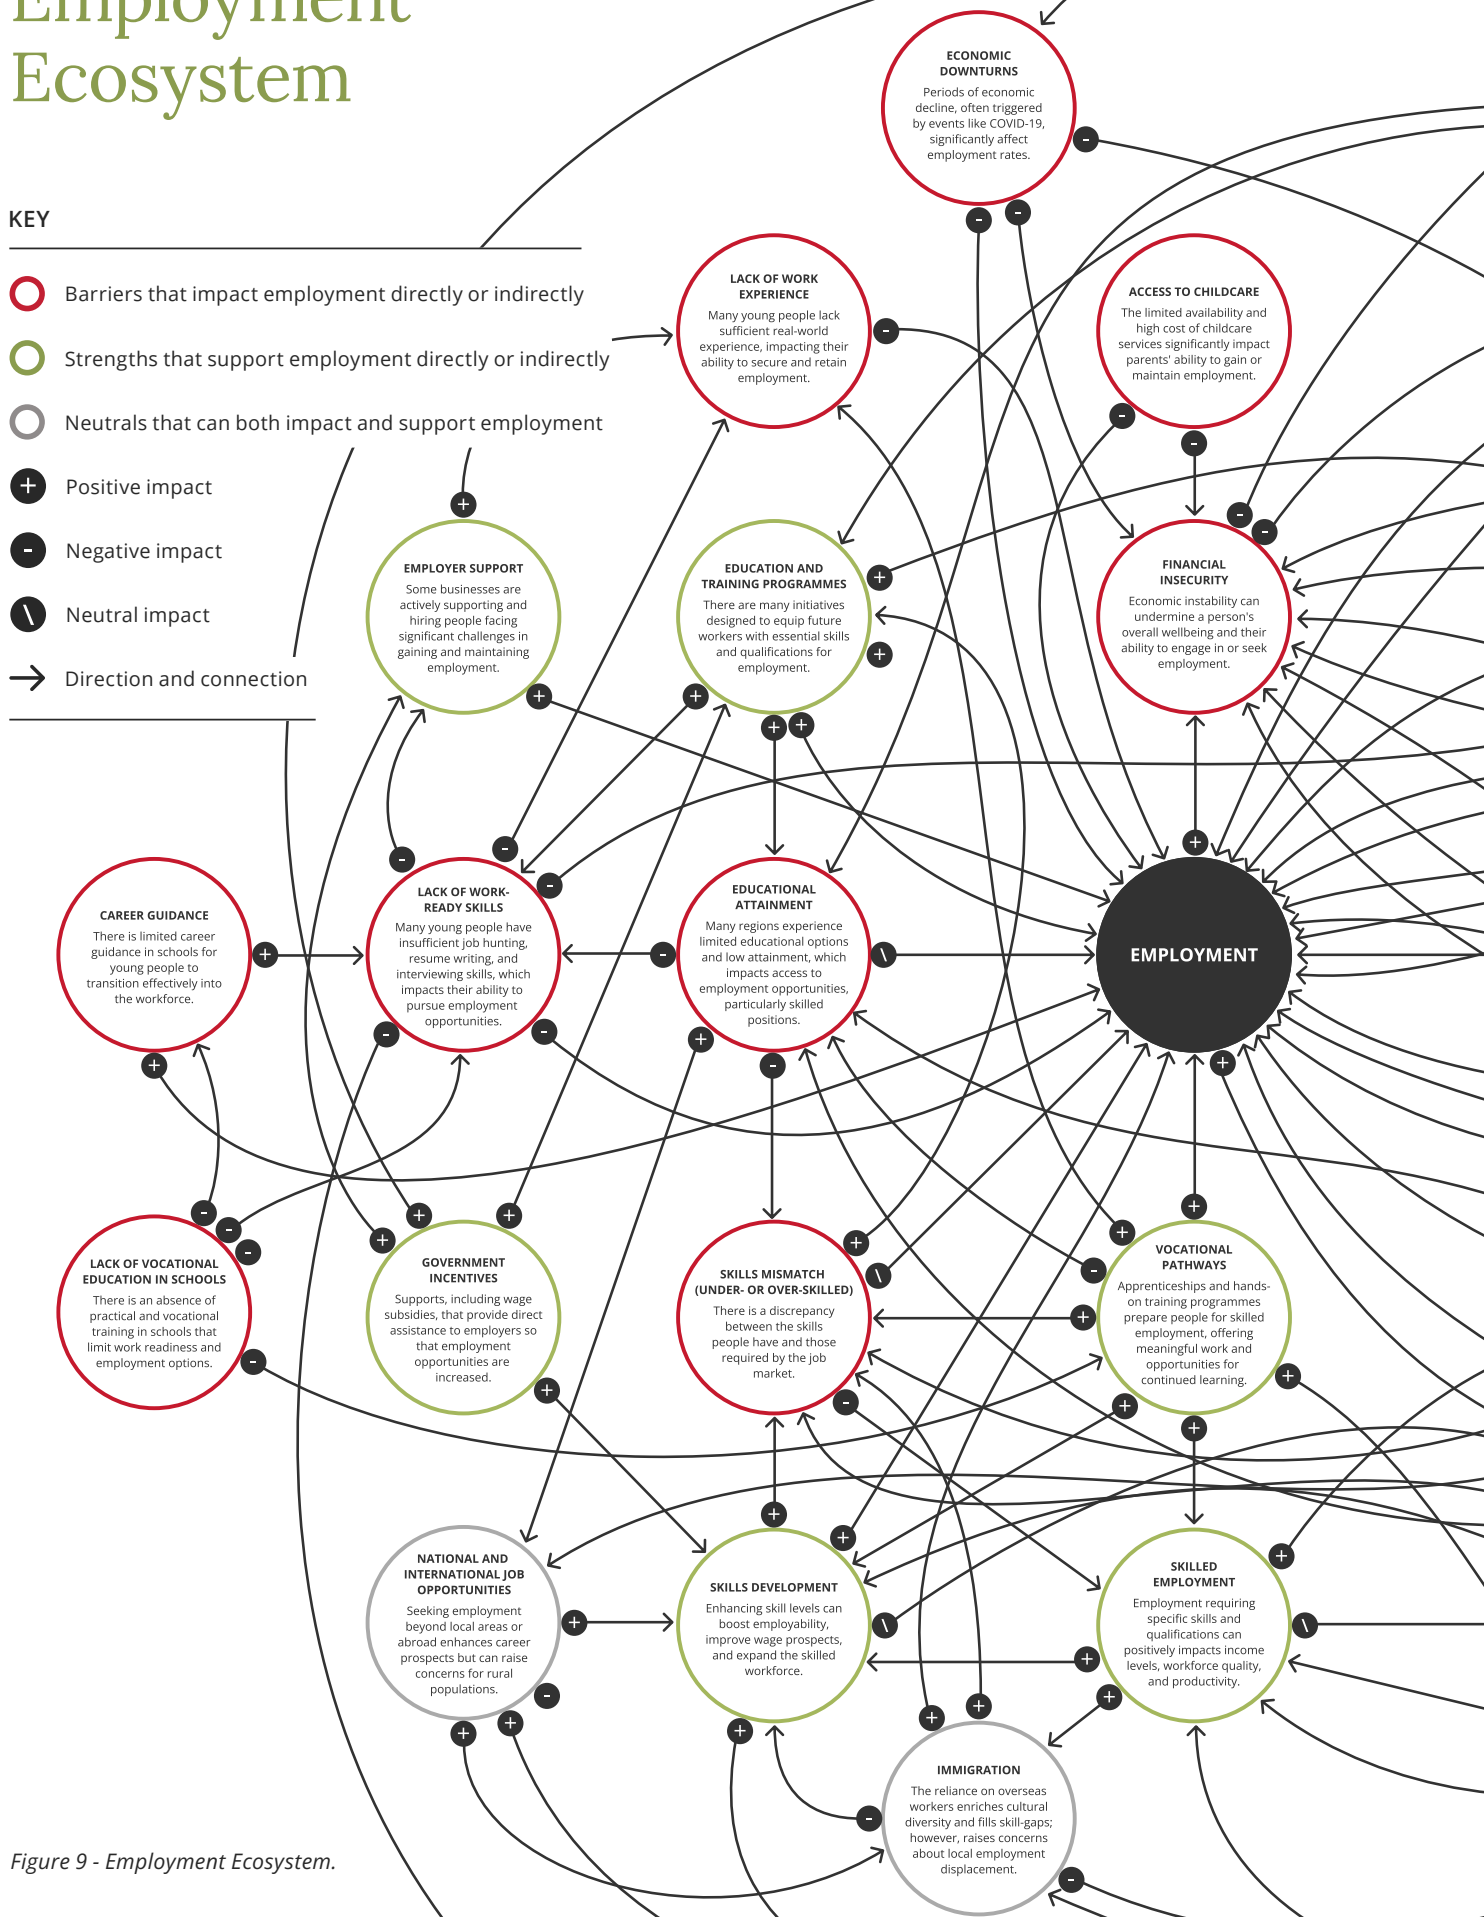 Employment
Ecosystem
KEY
Barriers that impact employment directly or indirectly
Strengths that support employment directly or indirectly
Neutrals that can both impact and support employment
+ Positive impact
- Negative impact
\ Neutral impact
Direction and connection
ECONOMIC
DOWNTURNS
Periods of economic
decline, often triggered
by events like COVID-19,
significantly affect
employment rates.
LACK OF WORK
EXPERIENCE
Many young people lack
sufficient real-world
experience, impacting their
ability to secure and retain
employment.
ACCESS TO CHILDCARE
The limited availability and
high cost of childcare
services significantly impact
parents' ability to gain or
maintain employment.
EMPLOYER SUPPORT
Some businesses are
actively supporting and
hiring people facing
significant challenges in
gaining and maintaining
employment.
EDUCATION AND
TRAINING PROGRAMMES
There are many initiatives
designed to equip future
workers with essential skills
and qualifications for
employment.
FINANCIAL
INSECURITY
Economic instability can
undermine a person's
overall wellbeing and their
ability to engage in or seek
employment.
CAREER GUIDANCE
There is limited career
guidance in schools for
young people to
transition effectively into
the workforce.
LACK OF WORK-
READY SKILLS
Many young people have
insufficient job hunting,
resume writing, and
interviewing skills, which
impacts their ability to
pursue employment
opportunities.
EDUCATIONAL
ATTAINMENT
Many regions experience
limited educational options
and low attainment, which
impacts access to
employment opportunities,
particularly skilled
positions.
EMPLOYMENT
LACK OF VOCATIONAL
EDUCATION IN SCHOOLS
There is an absence of
practical and vocational
training in schools that
limit work readiness and
employment options.
GOVERNMENT
INCENTIVES
Supports, including wage
subsidies, that provide direct
assistance to employers so
that employment
opportunities are
increased.
SKILLS MISMATCH
(UNDER- OR OVER-SKILLED)
There is a discrepancy
between the skills
people have and those
required by the job
market.
VOCATIONAL
PATHWAYS
Apprenticeships and hands-
on training programmes
prepare people for skilled
employment, offering
meaningful work and
opportunities for
continued learning.
NATIONAL AND
INTERNATIONAL JOB
OPPORTUNITIES
Seeking employment
beyond local areas or
abroad enhances career
prospects but can raise
concerns for rural
populations.
SKILLS DEVELOPMENT
Enhancing skill levels can
boost employability,
improve wage prospects,
and expand the skilled
workforce.
SKILLED
EMPLOYMENT
Employment requiring
specific skills and
qualifications can
positively impacts income
levels, workforce quality,
and productivity.
IMMIGRATION
The reliance on overseas
workers enriches cultural
diversity and fills skill-gaps;
however, raises concerns
about local employment
displacement.
Figure 9 - Employment Ecosystem.